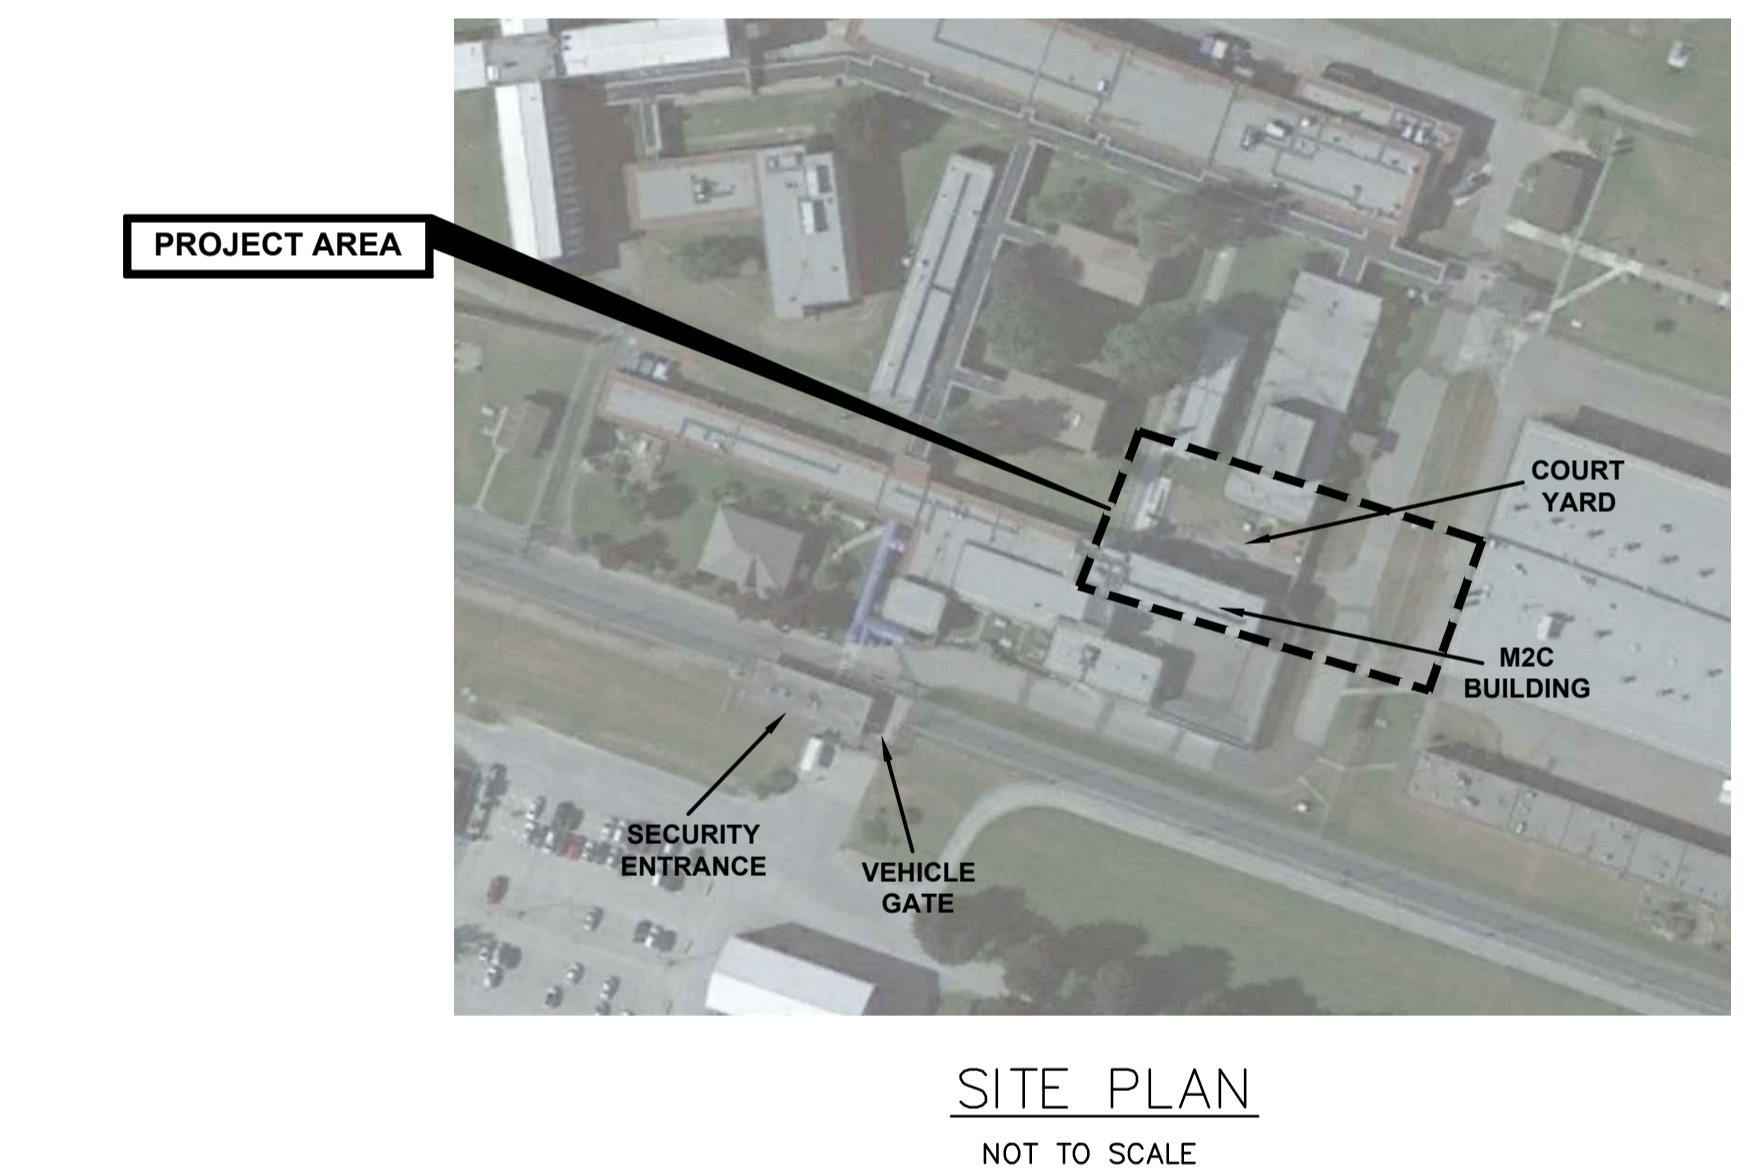 PROJECT AREA
COURT
YARD
M2C
BUILDING
SECURITY
ENTRANCE
VEHICLE
GATE
SITE PLAN
NOT TO SCALE